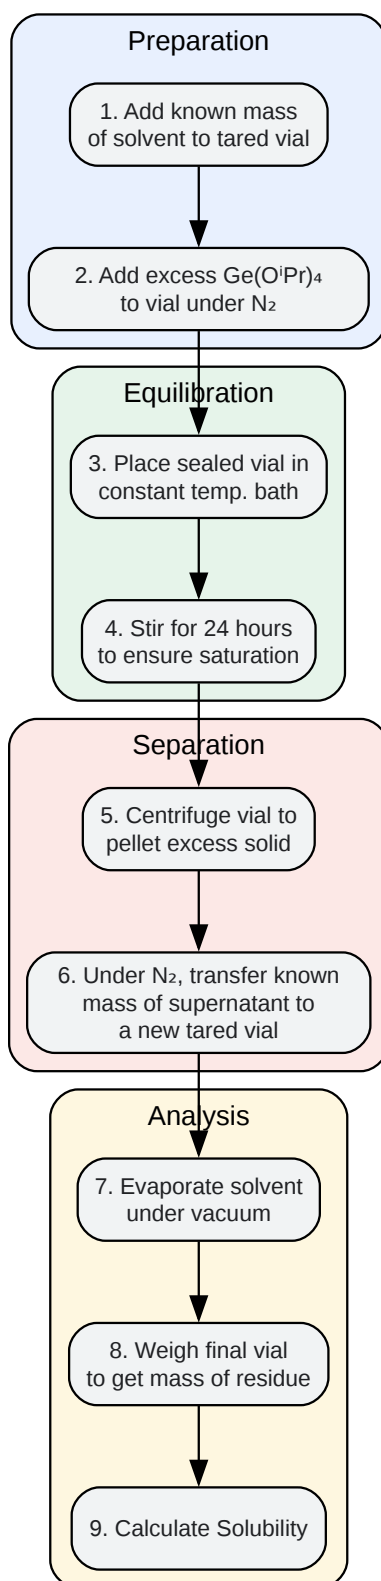 Preparation
1. Add known mass
of solvent to tared vial
2. Add excess Ge(OⁱPr)₄
to vial under N₂
Equilibration
3. Place sealed vial in
constant temp. bath
4. Stir for 24 hours
to ensure saturation
Separation
5. Centrifuge vial to
pellet excess solid
6. Under N₂, transfer known
mass of supernatant to
a new tared vial
Analysis
7. Evaporate solvent
under vacuum
8. Weigh final vial
to get mass of residue
9. Calculate Solubility